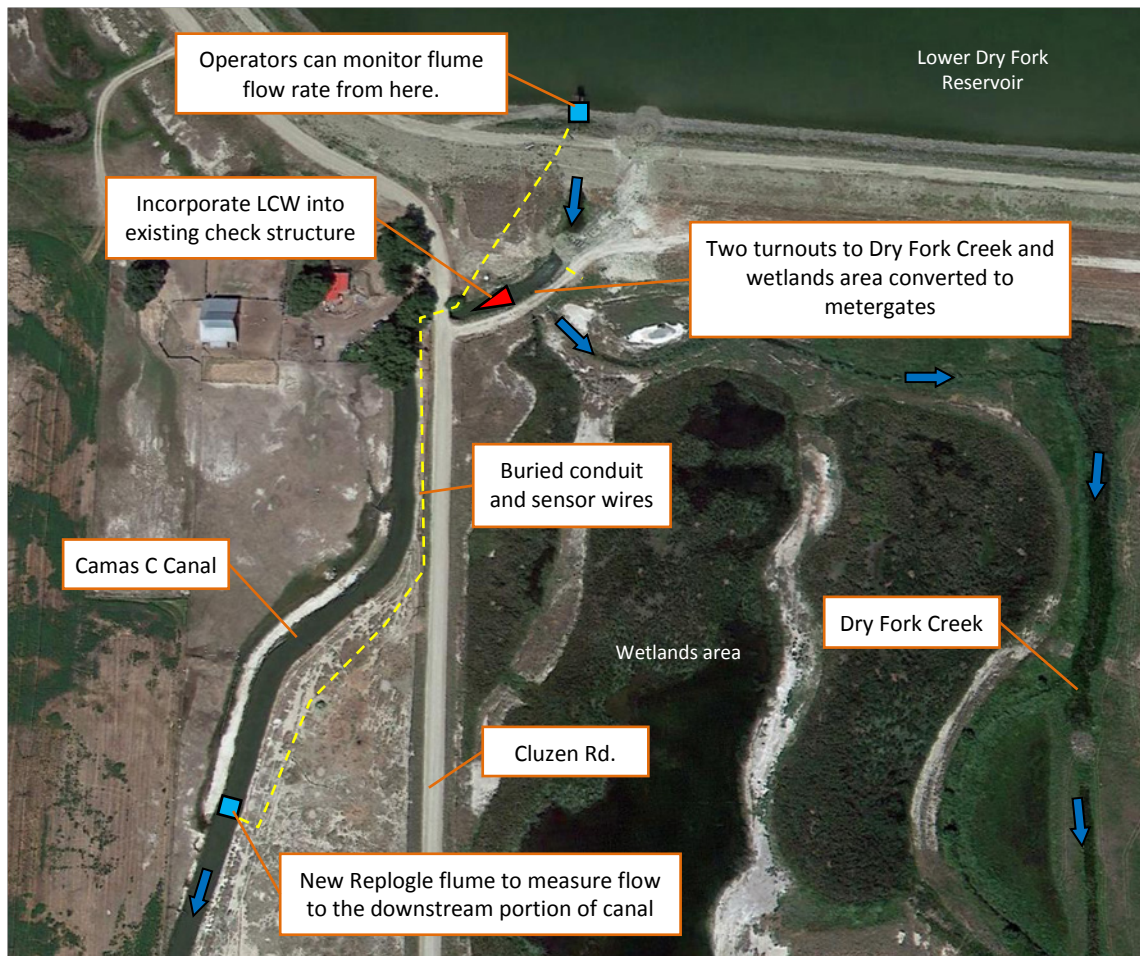 Operators can monitor flume
flow rate from here.
Lower Dry Fork
Reservoir
Incorporate LCW into
existing check structure
Two turnouts to Dry Fork Creek and
wetlands area converted to
metergates
Buried conduit
and sensor wires
Camas C Canal
Dry Fork Creek
Wetlands area
Cluzen Rd.
New Replogle flume to measure flow
to the downstream portion of canal